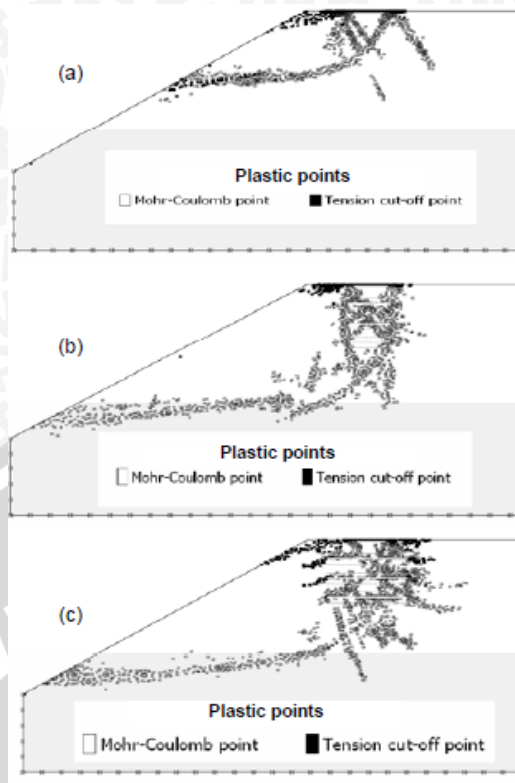 (a)
Plastic points
Mohr-Coulomb point Tension cut-off point
(b)
Plastic points
Mohr-Coulomb point Tension cut-off point
(c)
Plastic points
Mohr-Coulomb point Tension cut-off point